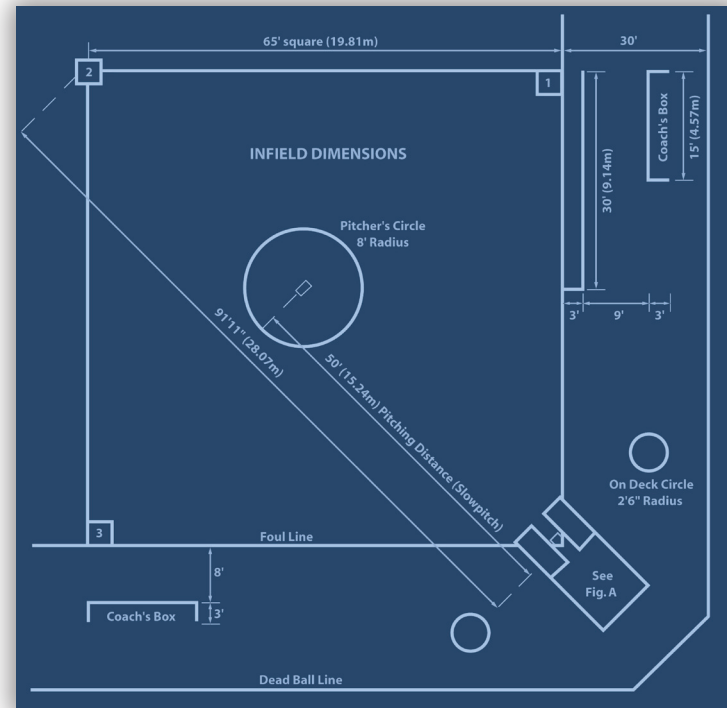 65' square (19.81m)
30'
2
1
Coach's Box
15' (4.57m)
INFIELD DIMENSIONS
30' (9.14m)
Pitcher's Circle
8' Radius
3'
9'
3'
91'11" (28.07m)
50' (15.24m) Pitching Distance (Slowpitch)
On Deck Circle
2'6" Radius
3
Foul Line
8'
See
Fig. A
3'
Coach's Box
Dead Ball Line